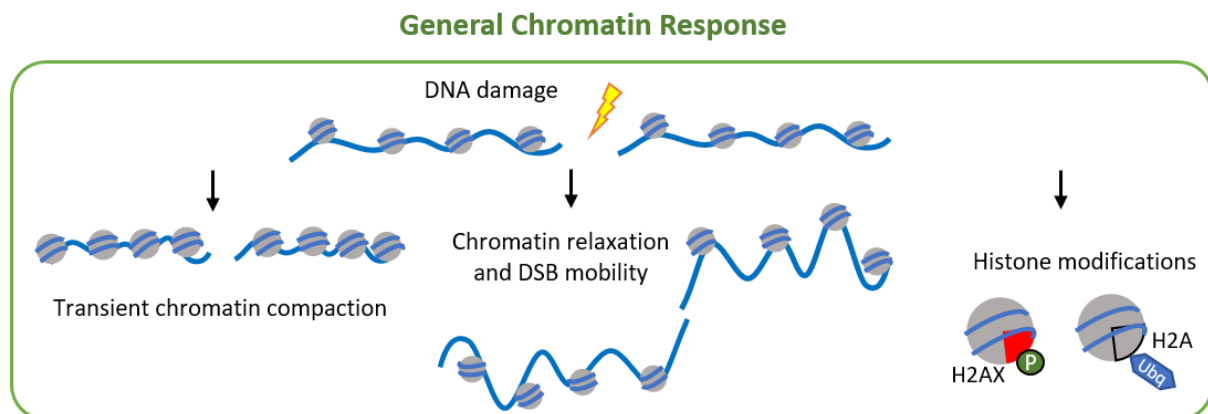 General Chromatin Response
DNA damage
Transient chromatin compaction
Chromatin relaxation
and DSB mobility
Histone modifications
H2AX
P
H2A
Ubq